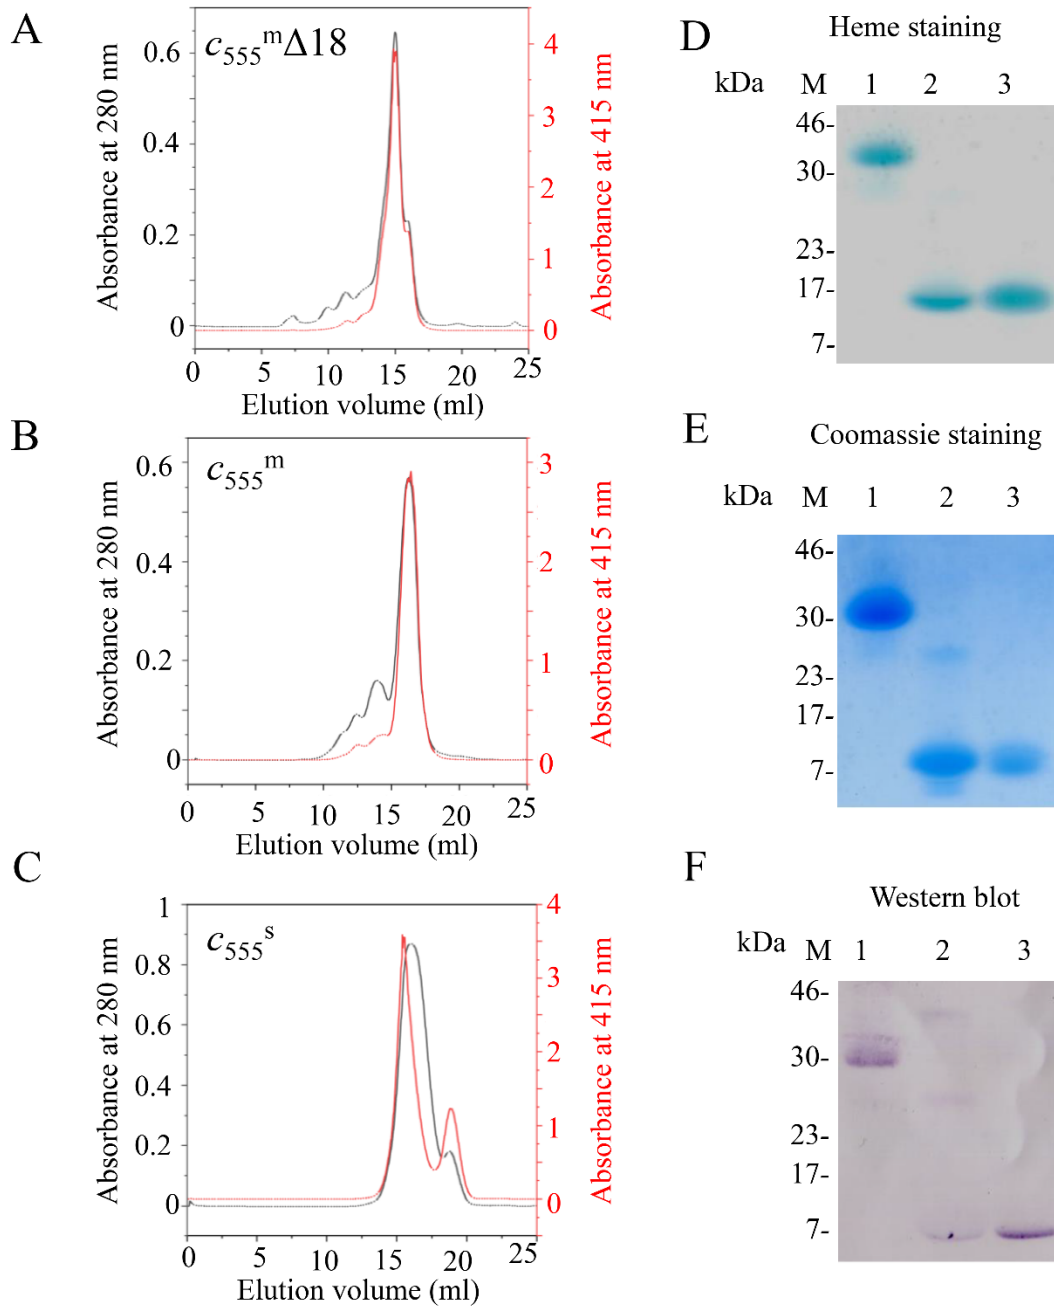 A
c555mΔ18
Absorbance at 280 nm
0.6
0.4
0.2
0
Absorbance at 415 nm
4
3
2
1
0
0 5 10 15 20 25
Elution volume (ml)
B
c555m
Absorbance at 280 nm
0.6
0.4
0.2
0
Absorbance at 415 nm
3
2
1
0
0 5 10 15 20 25
Elution volume (ml)
C
c555s
Absorbance at 280 nm
1
0.8
0.6
0.4
0.2
0
Absorbance at 415 nm
4
3
2
1
0
0 5 10 15 20 25
Elution volume (ml)
D
Heme staining
kDa M 1 2 3
46-
30-
23-
17-
7-
E
Coomassie staining
kDa M 1 2 3
46-
30-
23-
17-
7-
F
Western blot
kDa M 1 2 3
46-
30-
23-
17-
7-